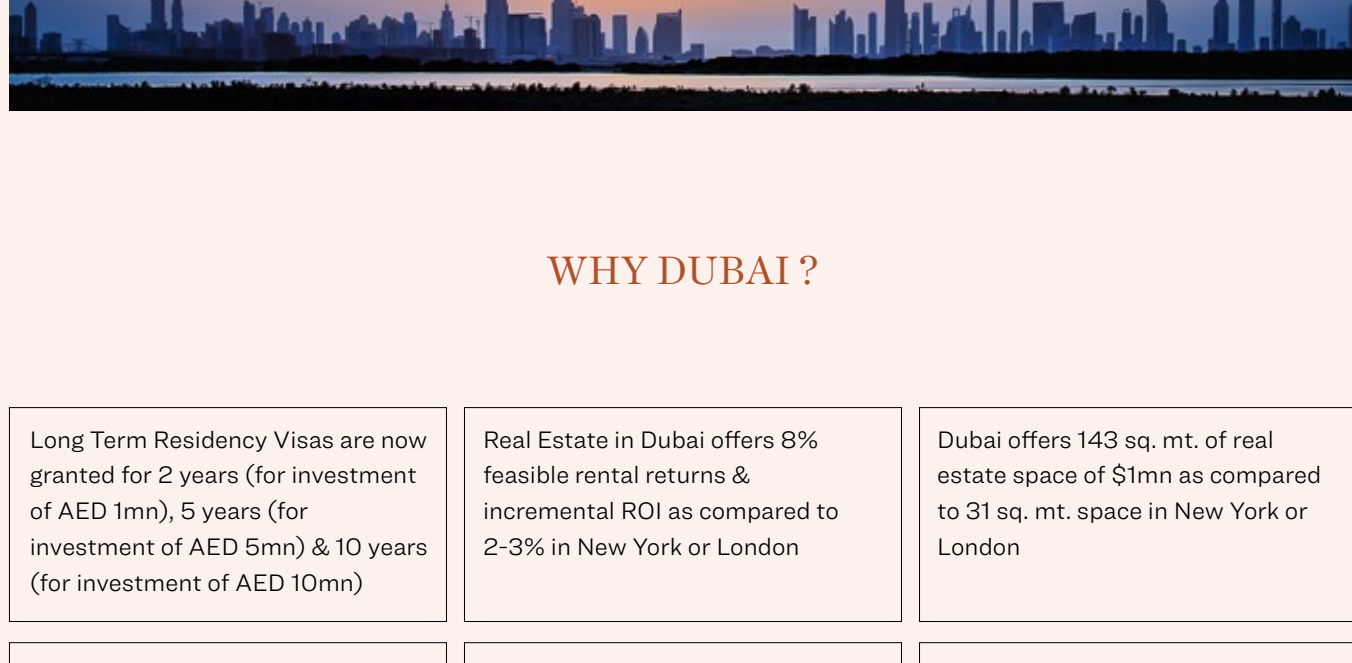 WHY DUBAI ?
Long Term Residency Visas are now
granted for 2 years (for investment
of AED 1mn), 5 years (for
investment of AED 5mn) & 10 years
(for investment of AED 10mn)
Real Estate in Dubai offers 8%
feasible rental returns &
incremental ROI as compared to
2-3% in New York or London
Dubai offers 143 sq. mt. of real
estate space of $1mn as compared
to 31 sq. mt. space in New York or
London